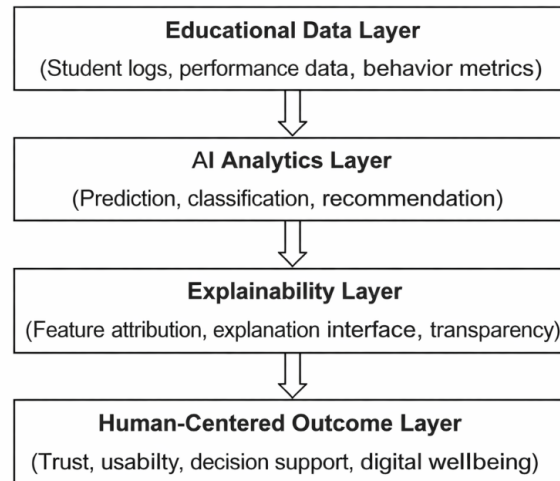 Educational Data Layer
(Student logs, performance data, behavior metrics)
AI Analytics Layer
(Prediction, classification, recommendation)
Explainability Layer
(Feature attribution, explanation interface, transparency)
Human-Centered Outcome Layer
(Trust, usabilty, decision support, digital wellbeing)